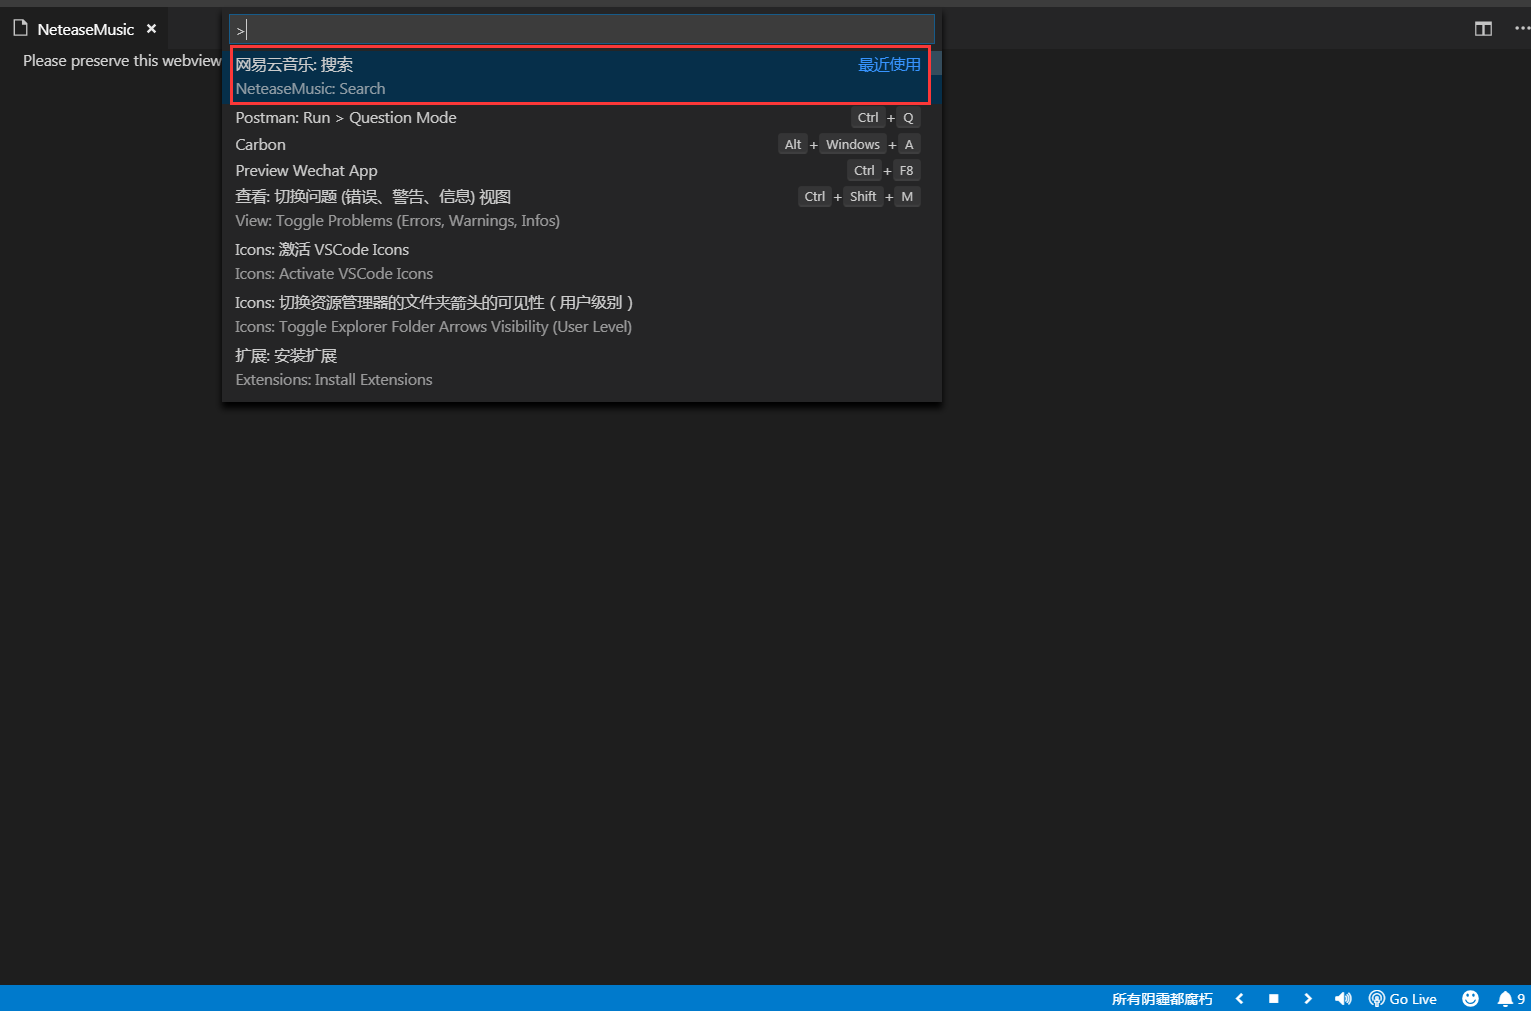 NeteaseMusic
Please preserve this webview
>
网易云音乐: 搜索 最近使用
NeteaseMusic: Search
Postman: Run > Question Mode Ctrl + Q
Carbon Alt + Windows + A
Preview Wechat App Ctrl + F8
查看: 切换问题 (错误、警告、信息) 视图 Ctrl + Shift + M
View: Toggle Problems (Errors, Warnings, Infos)
Icons: 激活 VSCode Icons
Icons: Activate VSCode Icons
Icons: 切换资源管理器的文件夹箭头的可见性 ( 用户级别 )
Icons: Toggle Explorer Folder Arrows Visibility (User Level)
扩展: 安装扩展
Extensions: Install Extensions
所有阴霾都腐朽 Go Live 9